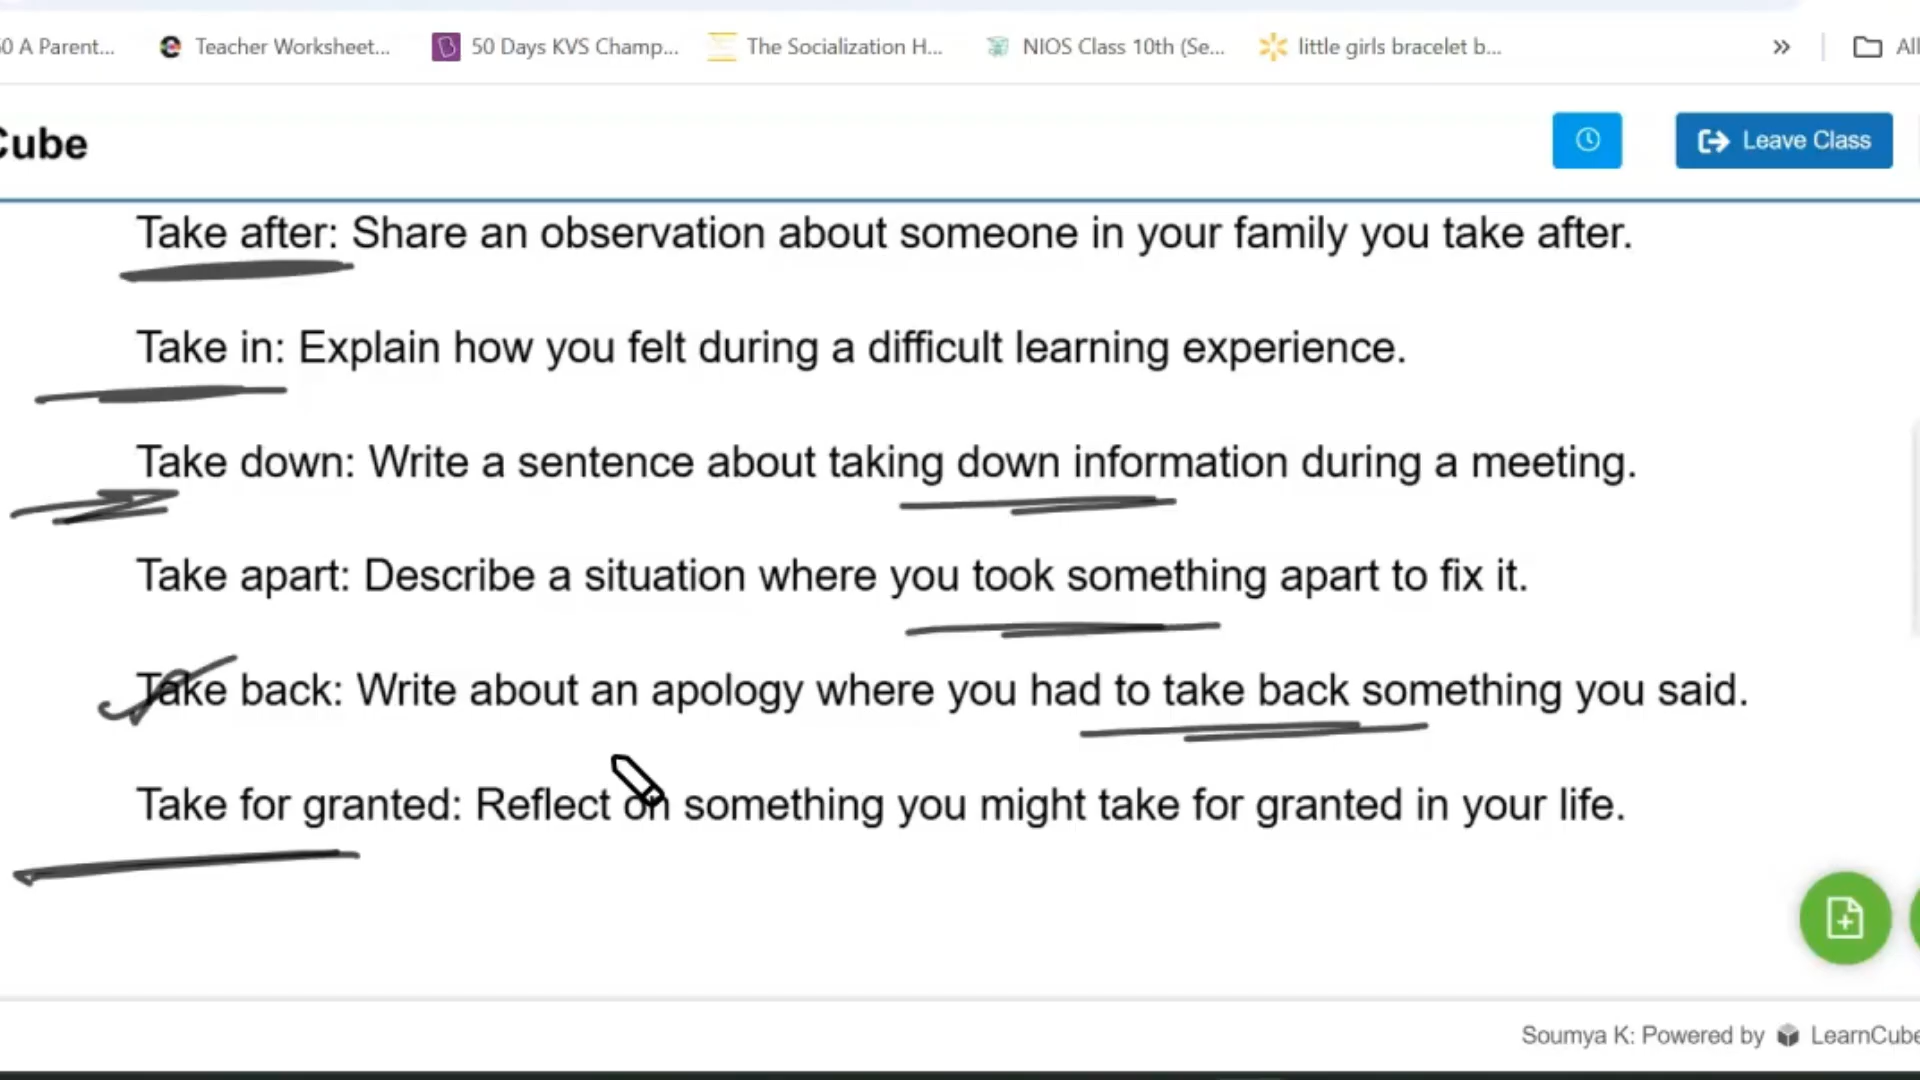 0 A Parent... Teacher Worksheet... 50 Days KVS Champ... The Socialization H... NIOS Class 10th (Se... little girls bracelet b... » All
Cube Leave Class
Take after: Share an observation about someone in your family you take after.
Take in: Explain how you felt during a difficult learning experience.
Take down: Write a sentence about taking down information during a meeting.
Take apart: Describe a situation where you took something apart to fix it.
Take back: Write about an apology where you had to take back something you said.
Take for granted: Reflect on something you might take for granted in your life.
Soumya K: Powered by LearnCube